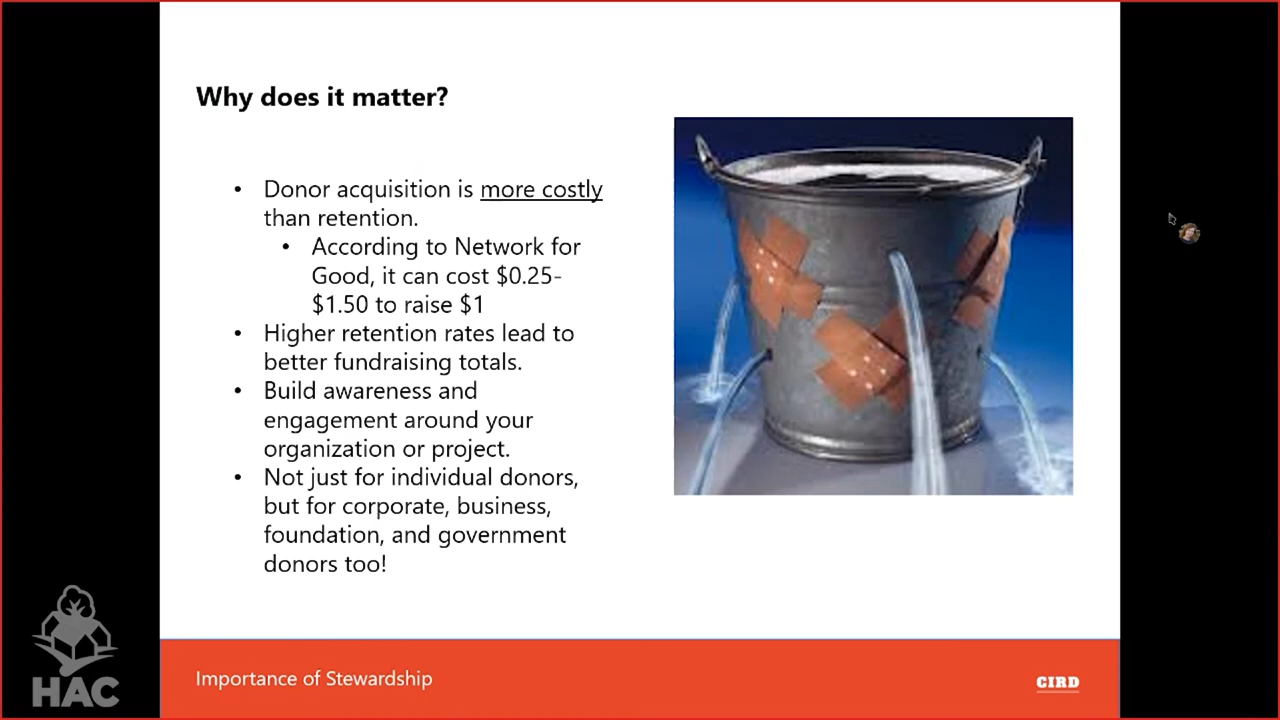 Why does it matter?
• Donor acquisition is more costly
than retention.
• According to Network for
Good, it can cost $0.25-
$1.50 to raise $1
• Higher retention rates lead to
better fundraising totals.
• Build awareness and
engagement around your
organization or project.
• Not just for individual donors,
but for corporate, business,
foundation, and government
donors too!
Importance of Stewardship
CIRD
HAC